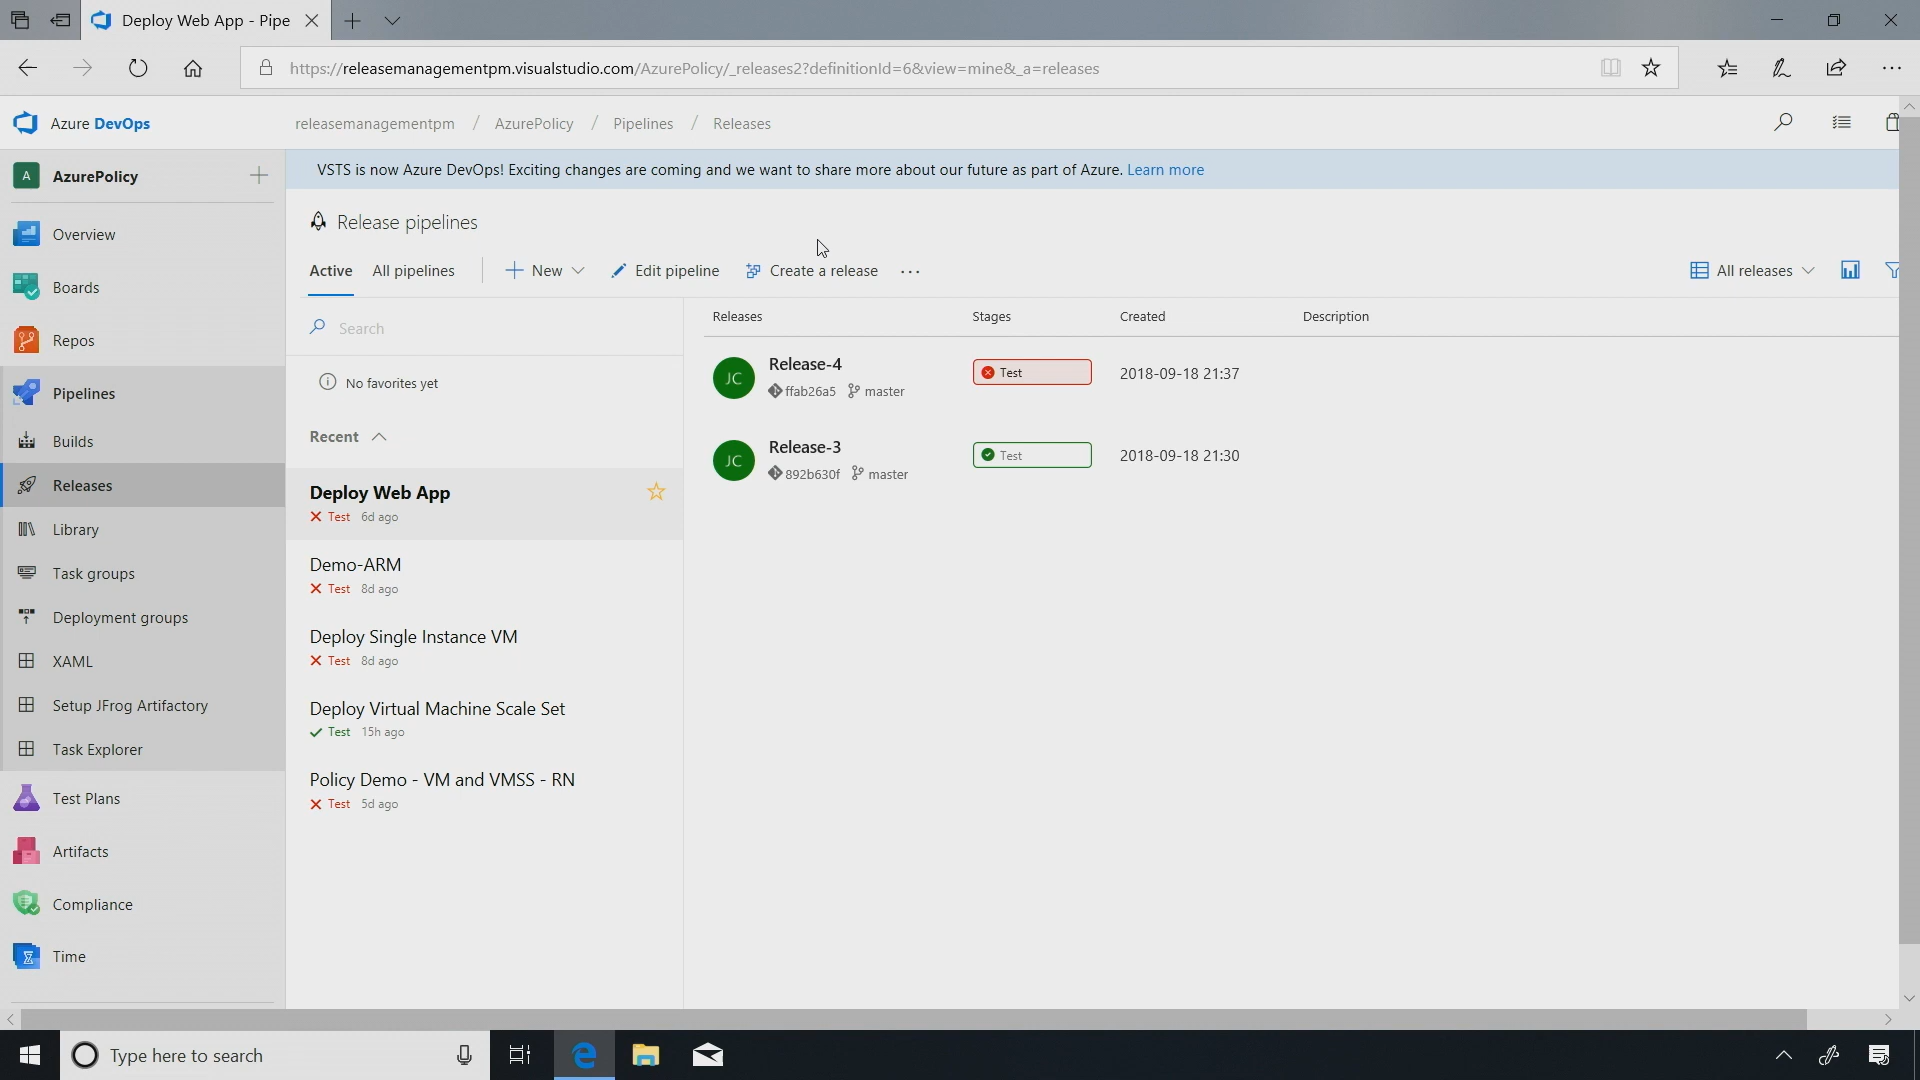 Deploy Web App - Pipe
https://releasemanagementpm.visualstudio.com/AzurePolicy/_releases2?definitionId=6&view=mine&_a=releases
Azure DevOps
releasemanagementpm / AzurePolicy / Pipelines / Releases
A AzurePolicy
VSTS is now Azure DevOps! Exciting changes are coming and we want to share more about our future as part of Azure. Learn more
Overview
Boards
Repos
Pipelines
Builds
Releases
Library
Task groups
Deployment groups
XAML
Setup JFrog Artifactory
Task Explorer
Test Plans
Artifacts
Compliance
Time
Release pipelines
Active All pipelines New Edit pipeline Create a release ... All releases
Search
No favorites yet
Recent
Deploy Web App
Test 6d ago
Demo-ARM
Test 8d ago
Deploy Single Instance VM
Test 8d ago
Deploy Virtual Machine Scale Set
Test 15h ago
Policy Demo - VM and VMSS - RN
Test 5d ago
Releases Stages Created Description
JC Release-4 Test 2018-09-18 21:37
ffab26a5 master
JC Release-3 Test 2018-09-18 21:30
892b630f master
Type here to search